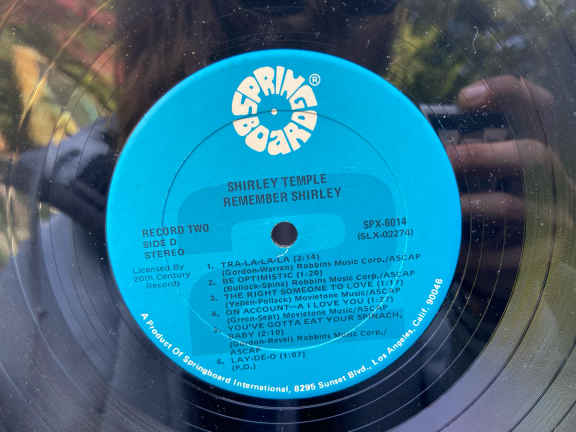 SPRINGBOARD®
SHIRLEY TEMPLE
REMEMBER SHIRLEY
RECORD TWO
SIDE D
STEREO
SPX-6014
(SLX-02274)
Licensed By
20th Century
Records
1. TRA-LA-LA-LA (2:14)
(Gordon-Warren) Robbins Music Corp./ASCAP
2. BE OPTIMISTIC (1:20)
(Bullock-Spina) Robbins Music Corp./ASCAP
3. THE RIGHT SOMEONE TO LOVE (1:17)
(Yellen-Pollack) Movietone Music/ASCAP
4. ON ACCOUNT-A I LOVE YOU (1:27)
(Green-Sept) Movietone Music/ASCAP
5. YOU'VE GOTTA EAT YOUR SPINACH,
BABY (2:10)
(Gordon-Revel) Robbins Music Corp./
ASCAP
6. LAY-DE-O (1:07)
(P.D.)
A Product Of Springboard International, 8295 Sunset Blvd., Los Angeles, Calif. 90046